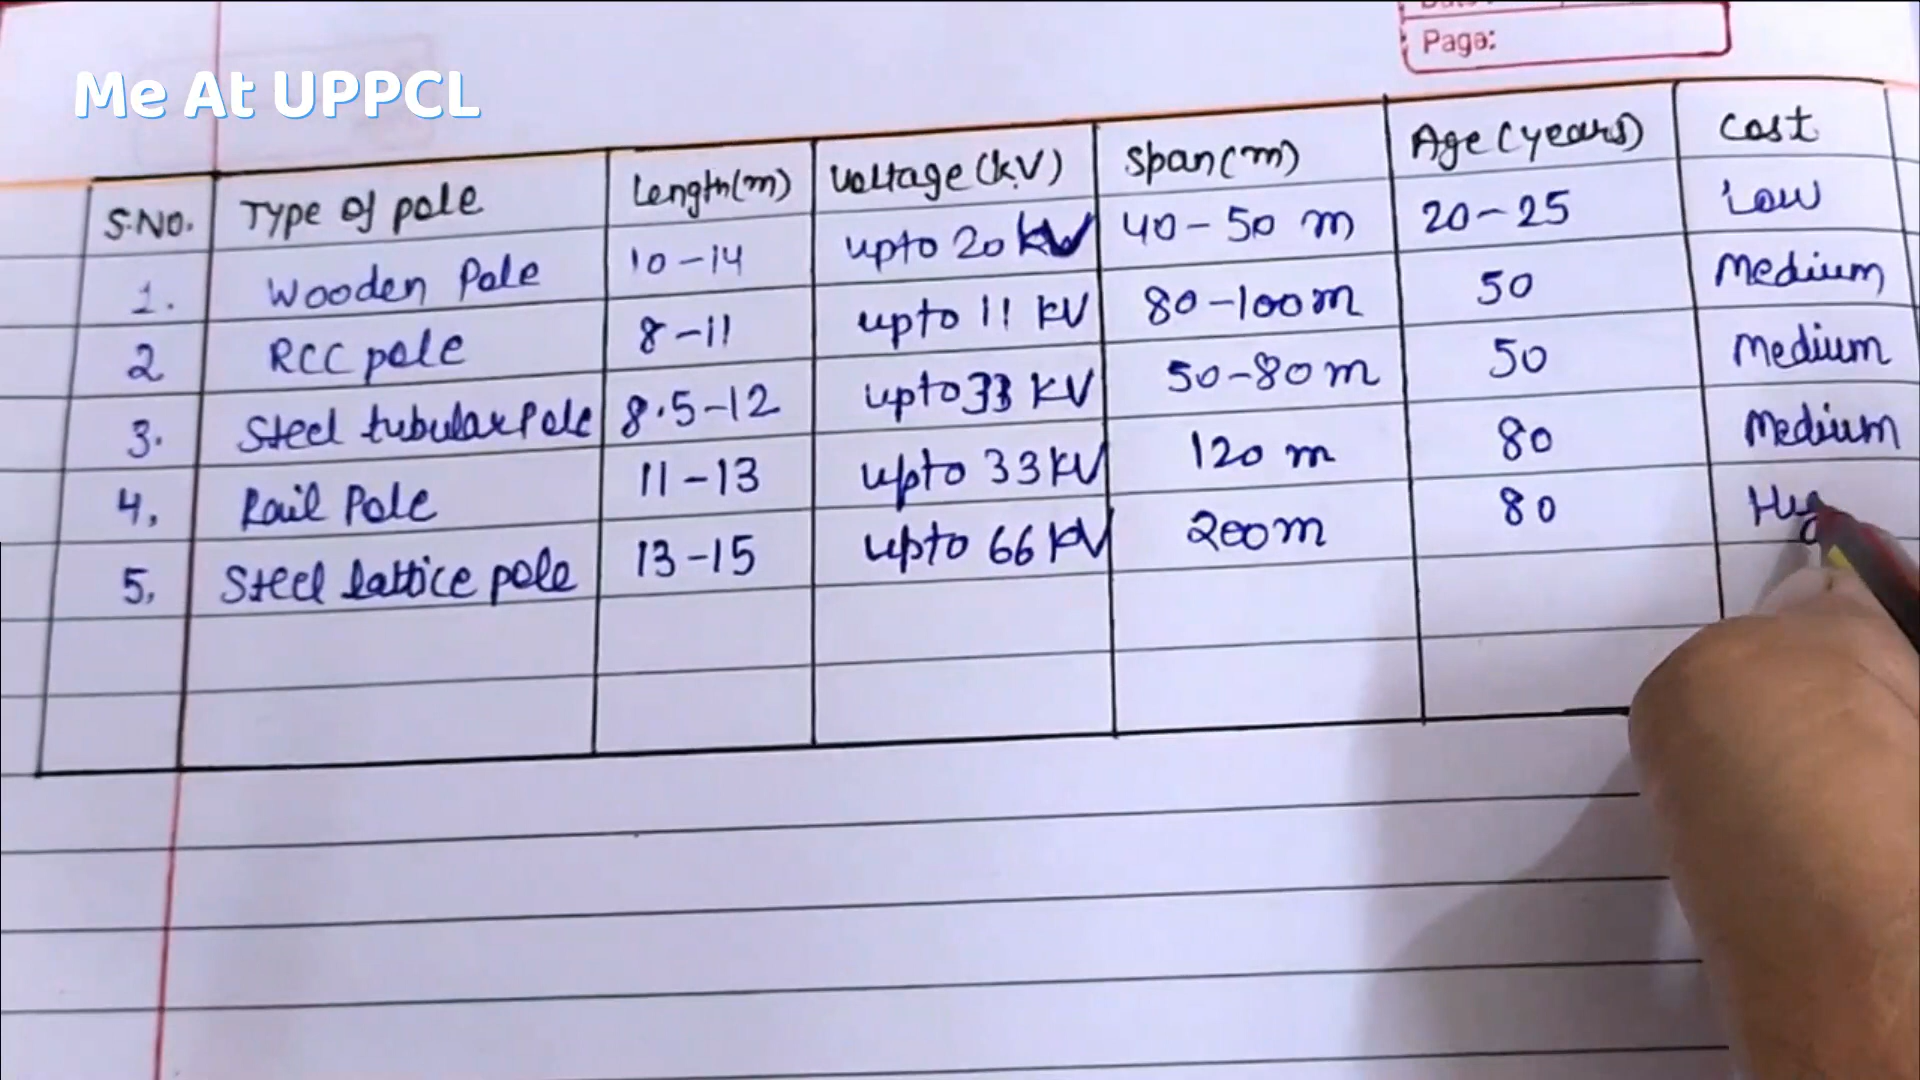 Page:
Me At UPPCL
S.NO. Type of pole Length(m) Voltage(kV) Span(m) Age(years) Cost
1. Wooden Pole 10-14 upto 20 kV 40-50 m 20-25 Low
2 RCC pole 8-11 upto 11 kV 80-100m 50 Medium
3. Steel tubular Pole 8.5-12 upto 33 kV 50-80m 50 Medium
4. Rail Pole 11-13 upto 33 kV 120 m 80 Medium
5. Steel lattice pole 13-15 upto 66 kV 200m 80